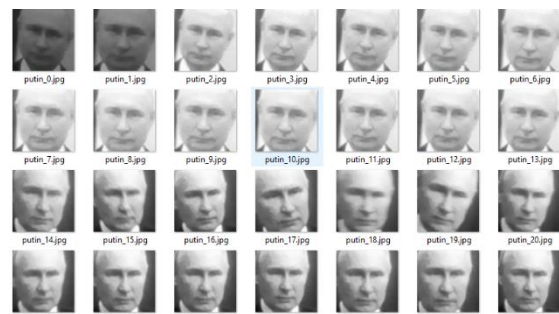 putin_0.jpg putin_1.jpg putin_2.jpg putin_3.jpg putin_4.jpg putin_5.jpg putin_6.jpg
putin_7.jpg putin_8.jpg putin_9.jpg putin_10.jpg putin_11.jpg putin_12.jpg putin_13.jpg
putin_14.jpg putin_15.jpg putin_16.jpg putin_17.jpg putin_18.jpg putin_19.jpg putin_20.jpg